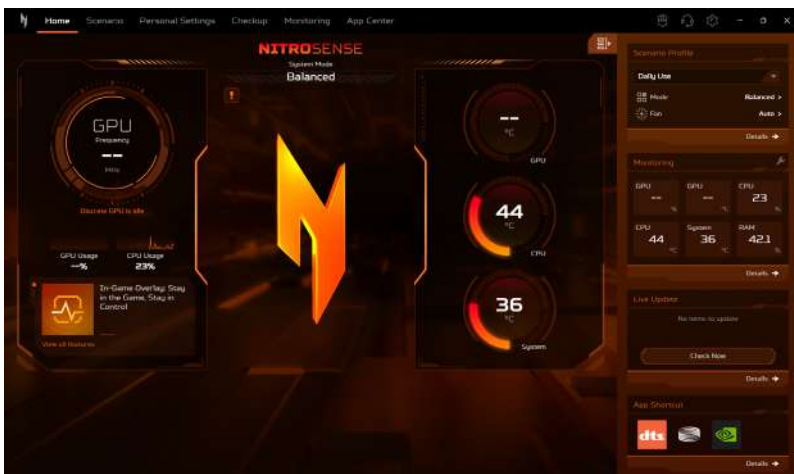 Home Scenario Personal Settings Checkup Monitoring App Center
NITROSENSE
System Mode
Balanced
GPU
Frequency
--
MHz
Discrete GPU is idle
GPU Usage
--%
CPU Usage
23%
In-Game Overlay: Stay
in the Game, Stay in
Control
View all features
--
°C
GPU
44
°C
CPU
36
°C
System
Scenario Profile
Daily Use
Mode Balanced >
Fan Auto >
Details
Monitoring
GPU GPU CPU
-- -- 23
% %
CPU System RAM
44 36 42.1
°C °C %
Details
Live Update
No items to update
Check Now
Details
App Shortcut
dts
Details